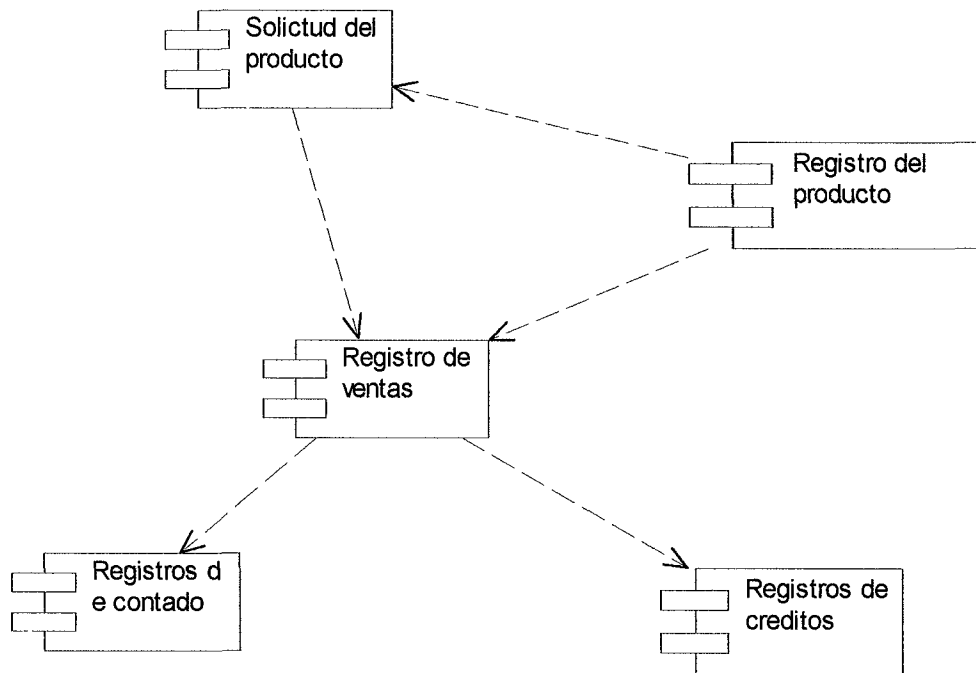 Solictud del
producto
Registro del
producto
Registro de
ventas
Registros d
e contado
Registros de
creditos